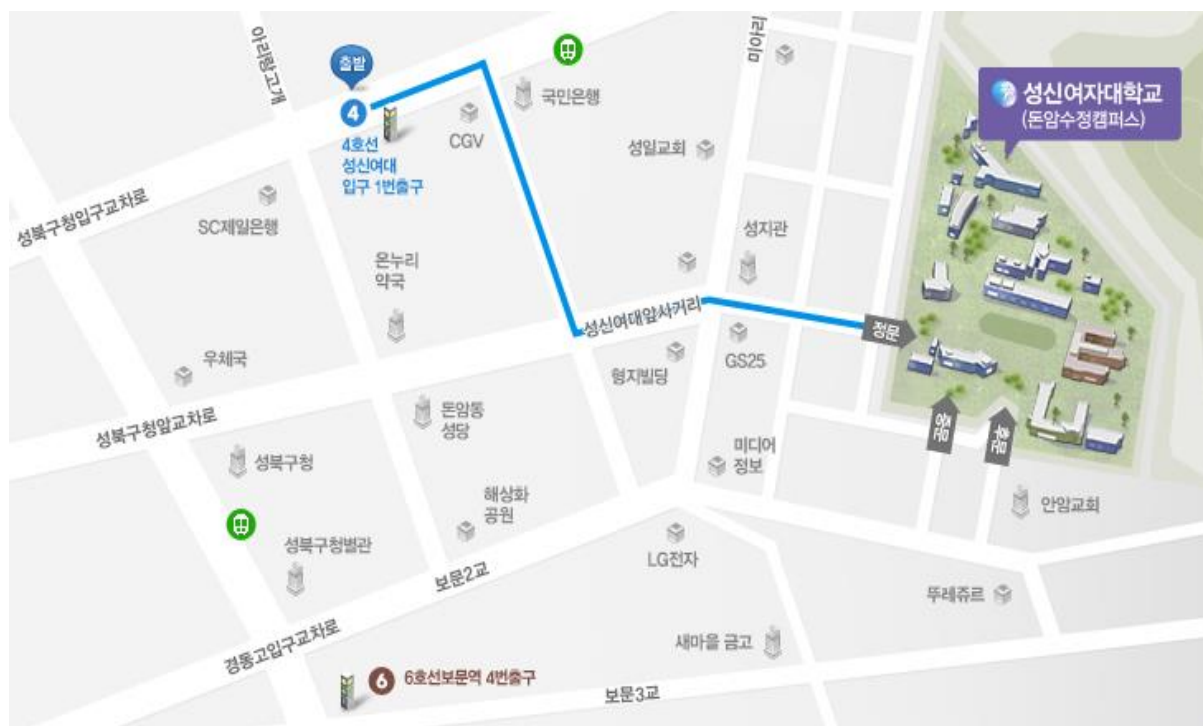 아리랑고개
출발
4
4호선
성신여대
입구 1번출구
CGV
국민은행
미아리
성신여자대학교
(돈암수정캠퍼스)
성일교회
성북구청입구교차로
SC제일은행
온누리
약국
성지관
성신여대앞사거리
정문
우체국
형지빌딩
GS25
성북구청앞교차로
돈암동
성당
중문
후문
성북구청
미디어
정보
해상화
공원
안암교회
성북구청별관
보문2교
LG전자
뚜레쥬르
경동고입구교차로
새마을 금고
6
6호선보문역 4번출구
보문3교